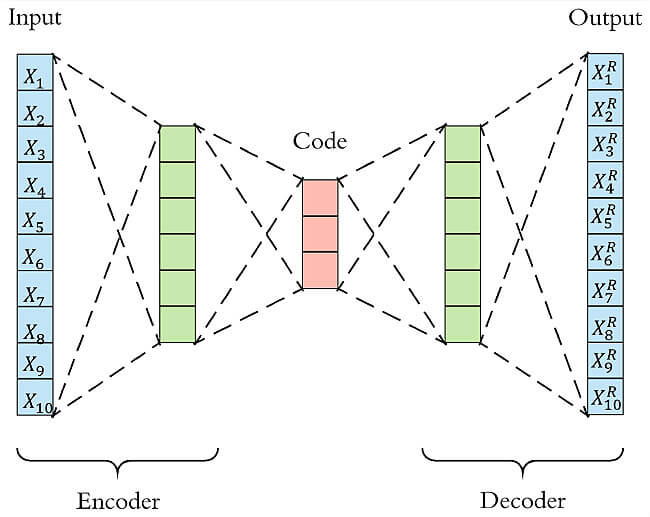 Input
Output
Code
X₁
X₂
X₃
X₄
X₅
X₆
X₇
X₈
X₉
X₁₀
X₁ᴿ
X₂ᴿ
X₃ᴿ
X₄ᴿ
X₅ᴿ
X₆ᴿ
X₇ᴿ
X₈ᴿ
X₉ᴿ
X₁₀ᴿ
Encoder
Decoder